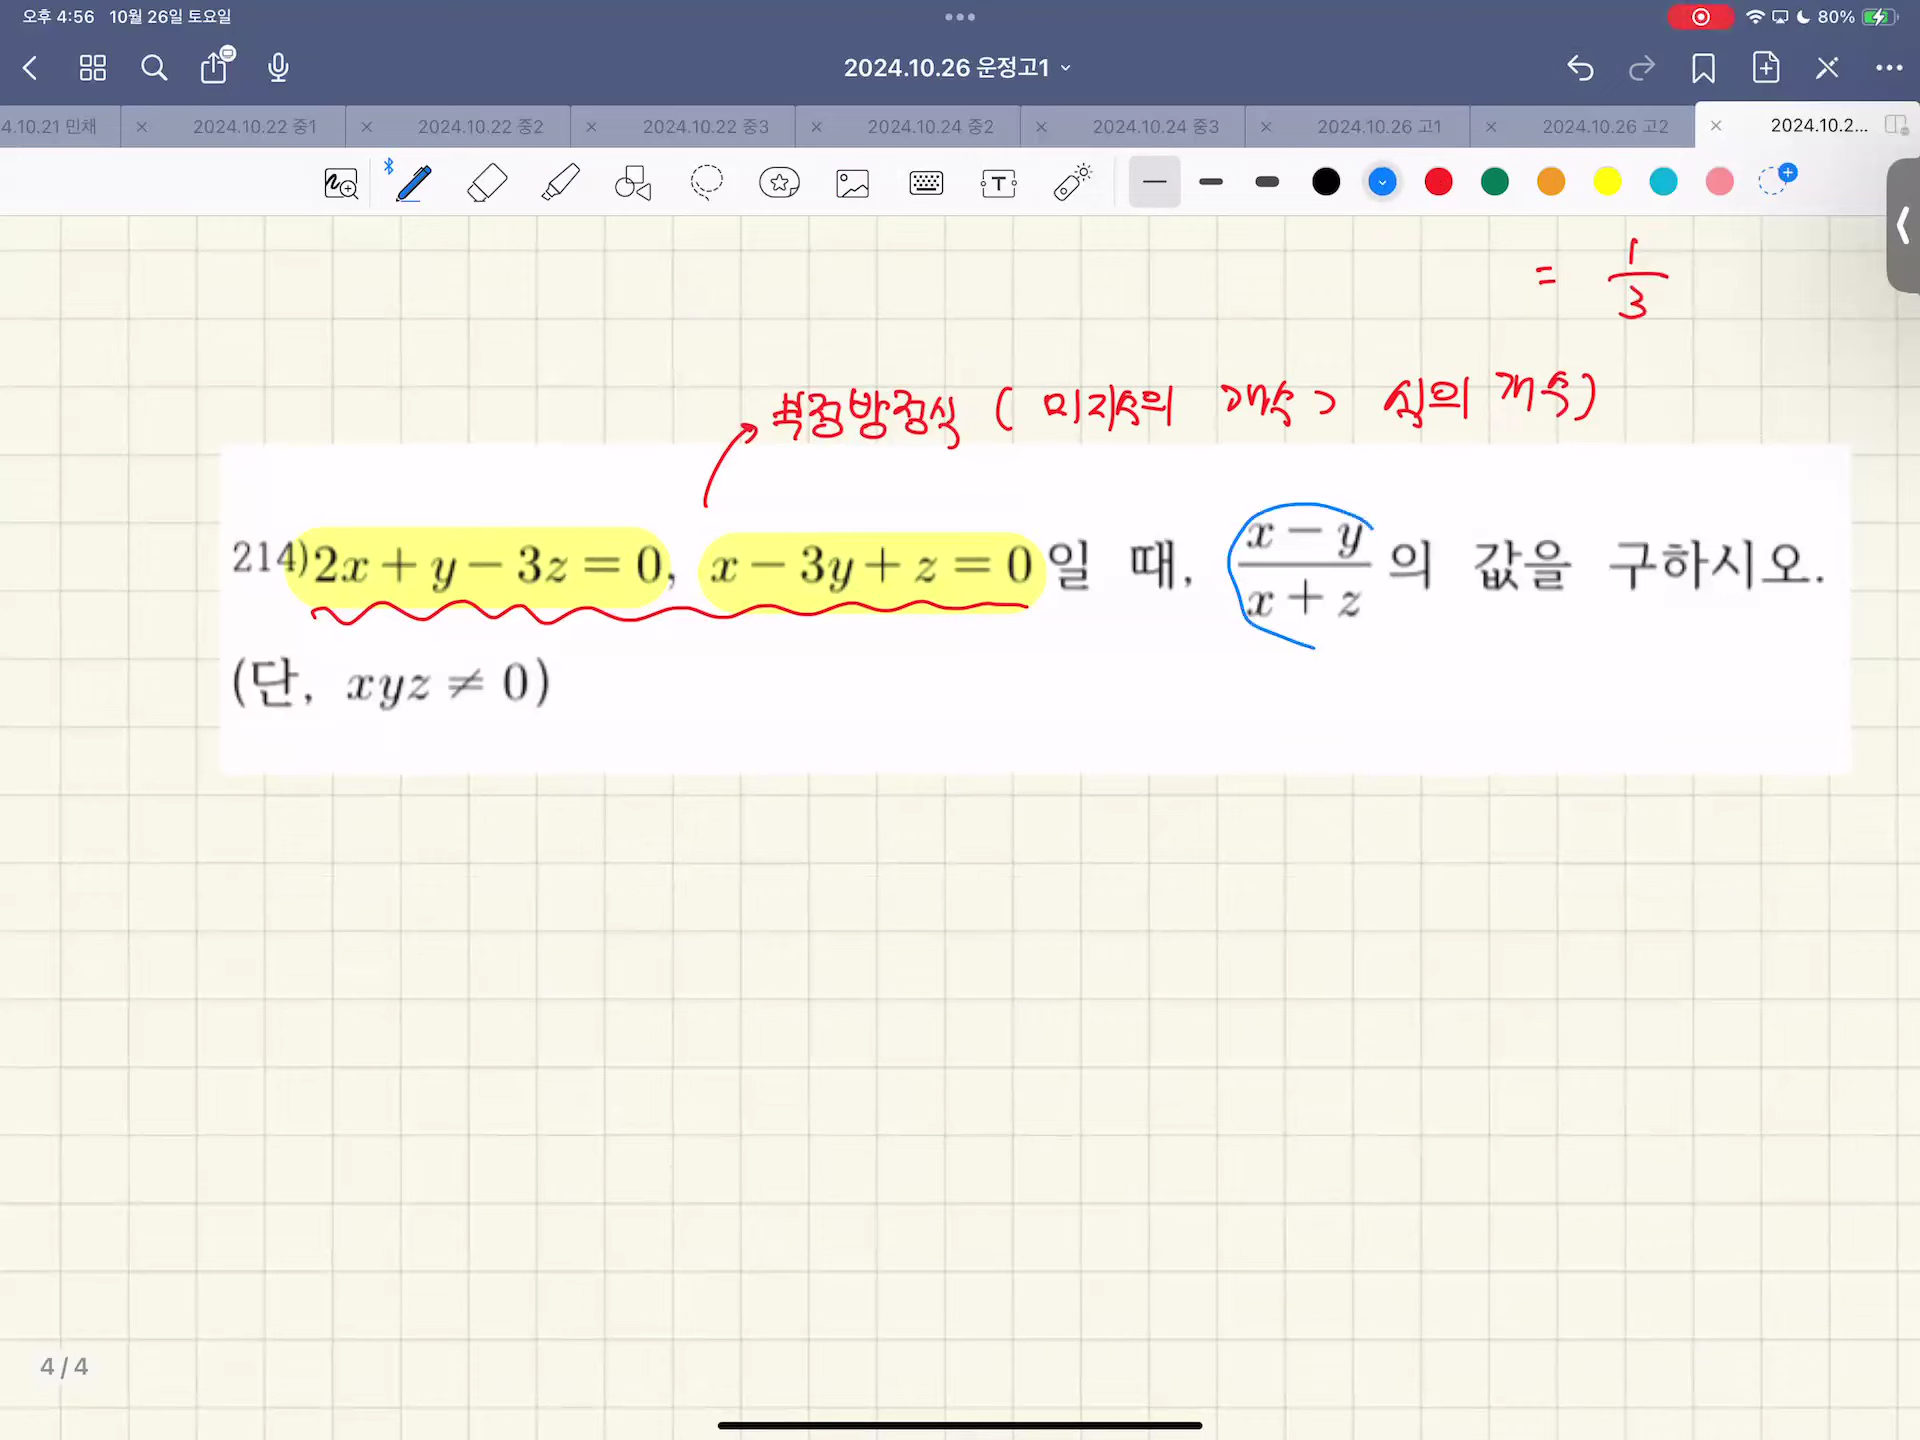 오후 4:56 10월 26일 토요일
80%
2024.10.26 운정고1
4.10.21 민채
2024.10.22 중1
2024.10.22 중2
2024.10.22 중3
2024.10.24 중2
2024.10.24 중3
2024.10.26 고1
2024.10.26 고2
2024.10.2...
= 1/3
부정방정식 ( 미지수의 개수 > 식의 개수)
214) 2x + y - 3z = 0, x - 3y + z = 0 일 때, (x - y)/(x + z) 의 값을 구하시오.
(단, xyz ≠ 0)
4 / 4